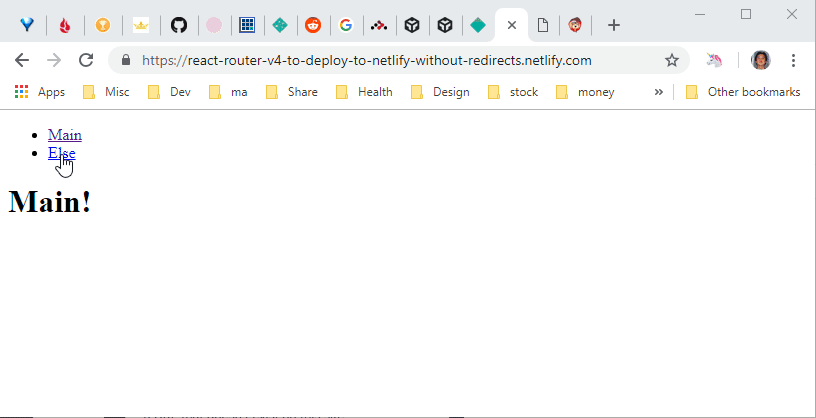 https://react-router-v4-to-deploy-to-netlify-without-redirects.netlify.com
Apps Misc Dev ma Share Health Design stock money » Other bookmarks
Main
Else
Main!